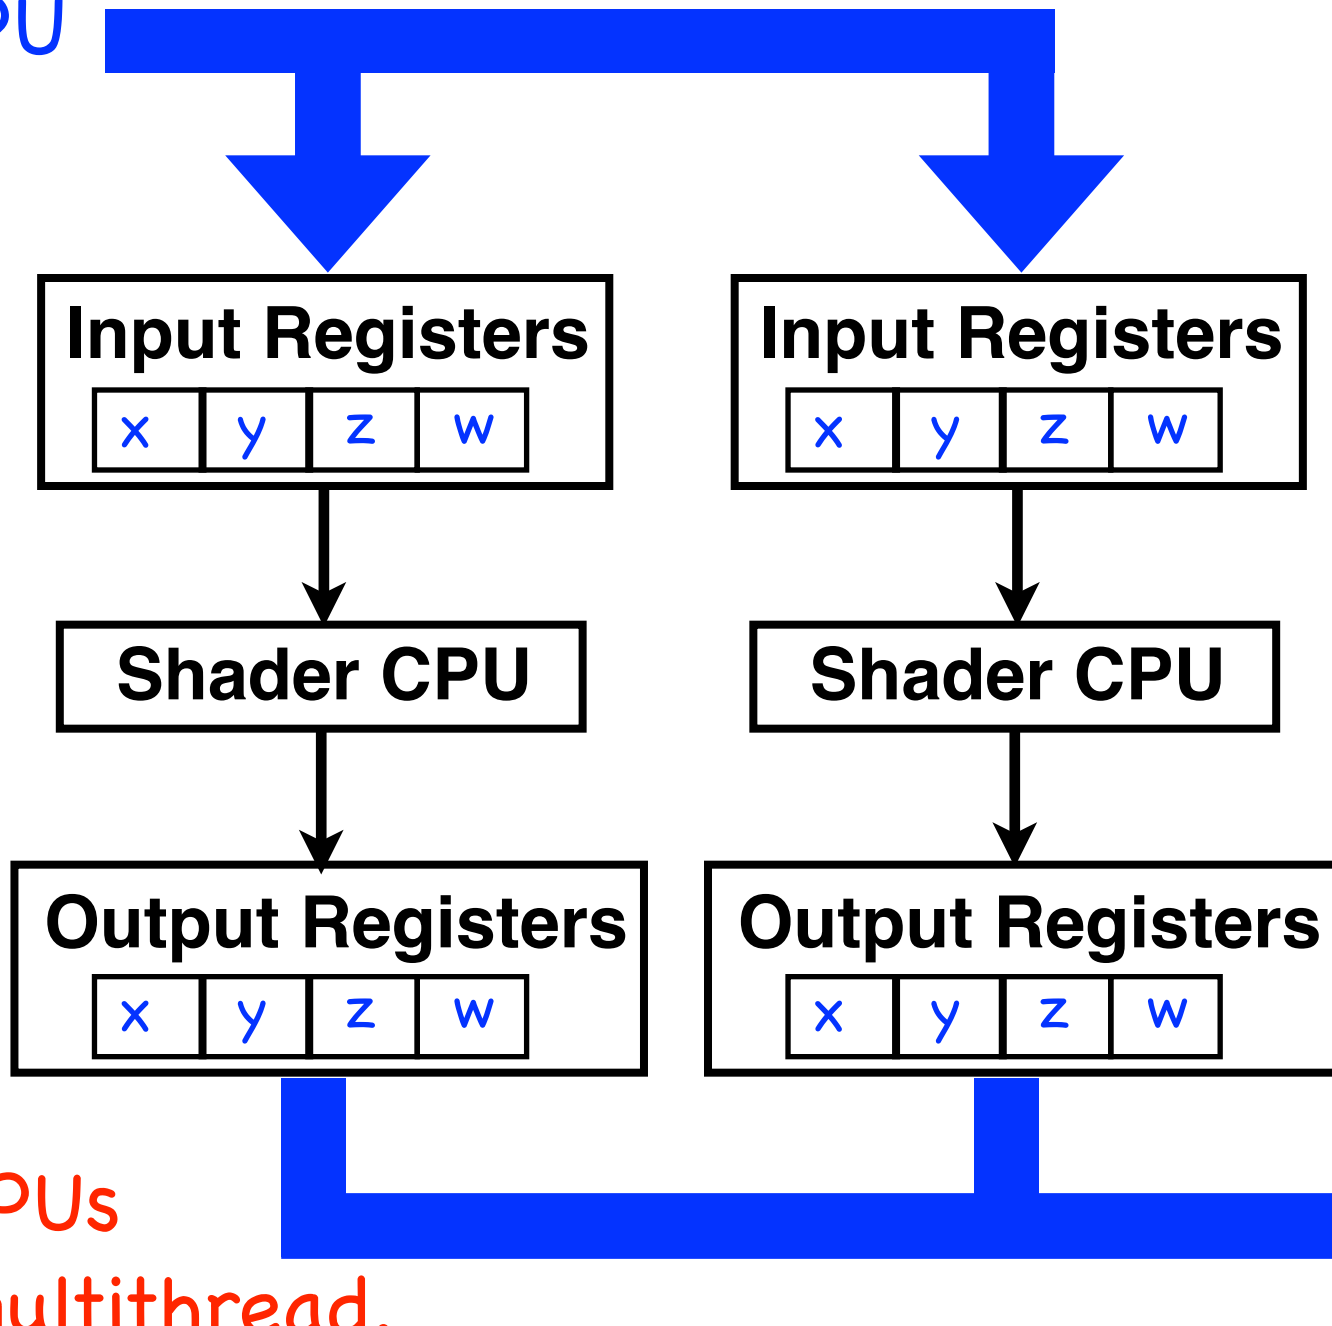 Input Registers Input Registers
x y z w x y z w
Shader CPU Shader CPU
Output Registers Output Registers
x y z w x y z w